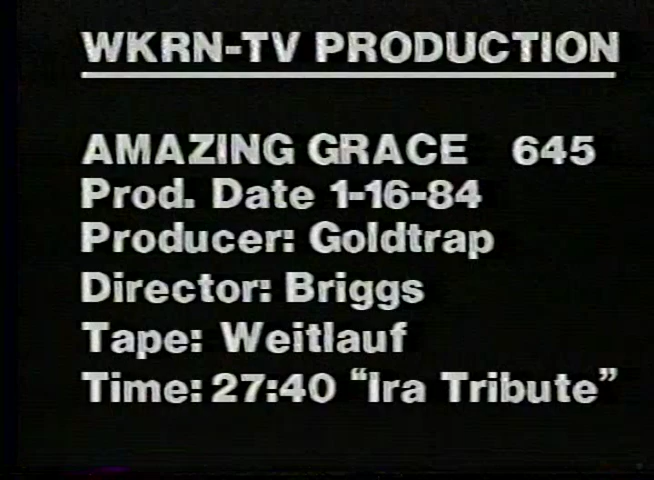 WKRN-TV PRODUCTION
AMAZING GRACE 645
Prod. Date 1-16-84
Producer: Goldtrap
Director: Briggs
Tape: Weitlauf
Time: 27:40 “Ira Tribute”